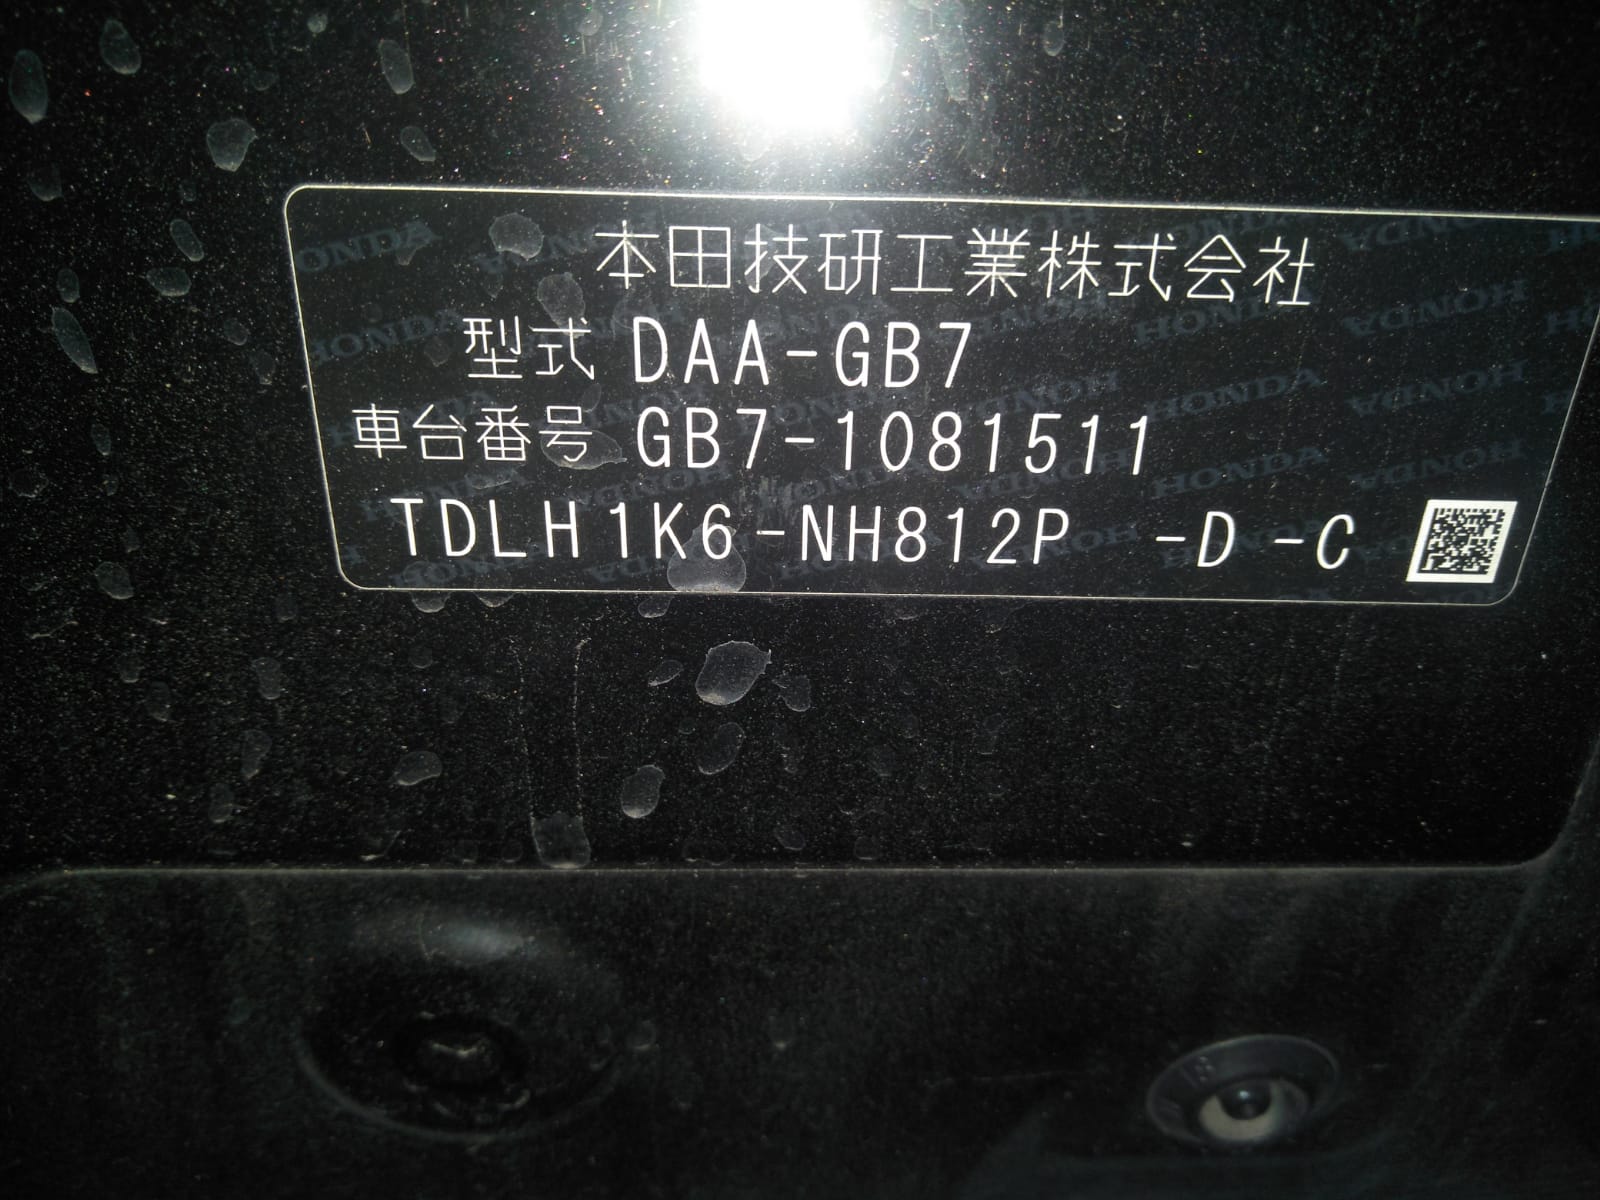 本田技研工業株式会社
型式 DAA-GB7
車台番号 GB7-1081511
TDLH1K6-NH812P -D -C